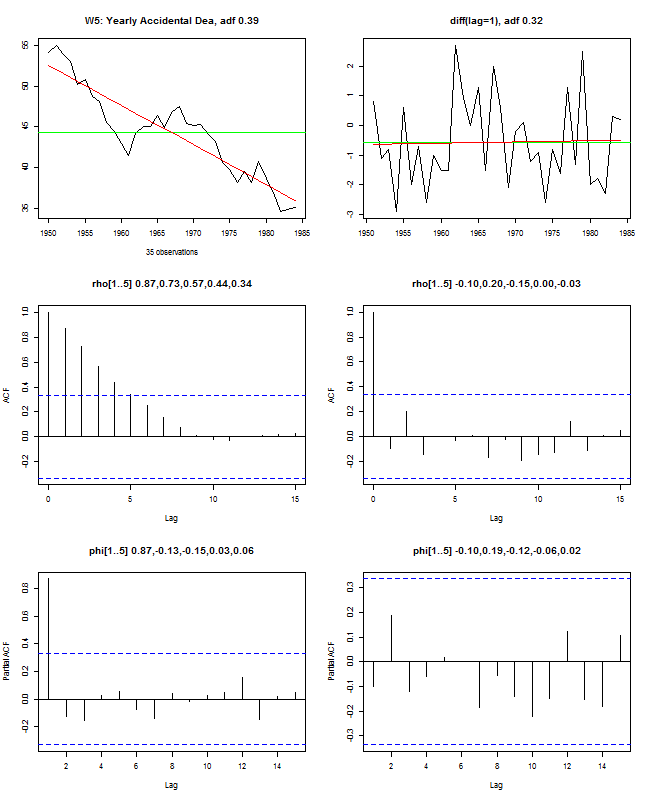 W5: Yearly Accidental Dea, adf 0.39
55
50
45
40
35
1950 1955 1960 1965 1970 1975 1980 1985
35 observations
diff(lag=1), adf 0.32
2
1
0
-1
-2
-3
1950 1955 1960 1965 1970 1975 1980 1985
rho[1..5] 0.87,0.73,0.57,0.44,0.34
ACF
1.0
0.8
0.6
0.4
0.2
0.0
-0.2
0 5 10 15
Lag
rho[1..5] -0.10,0.20,-0.15,0.00,-0.03
ACF
1.0
0.8
0.6
0.4
0.2
0.0
-0.2
0 5 10 15
Lag
phi[1..5] 0.87,-0.13,-0.15,0.03,0.06
Partial ACF
0.8
0.6
0.4
0.2
0.0
-0.2
2 4 6 8 10 12 14
Lag
phi[1..5] -0.10,0.19,-0.12,-0.06,0.02
Partial ACF
0.3
0.2
0.1
0.0
-0.1
-0.2
-0.3
2 4 6 8 10 12 14
Lag